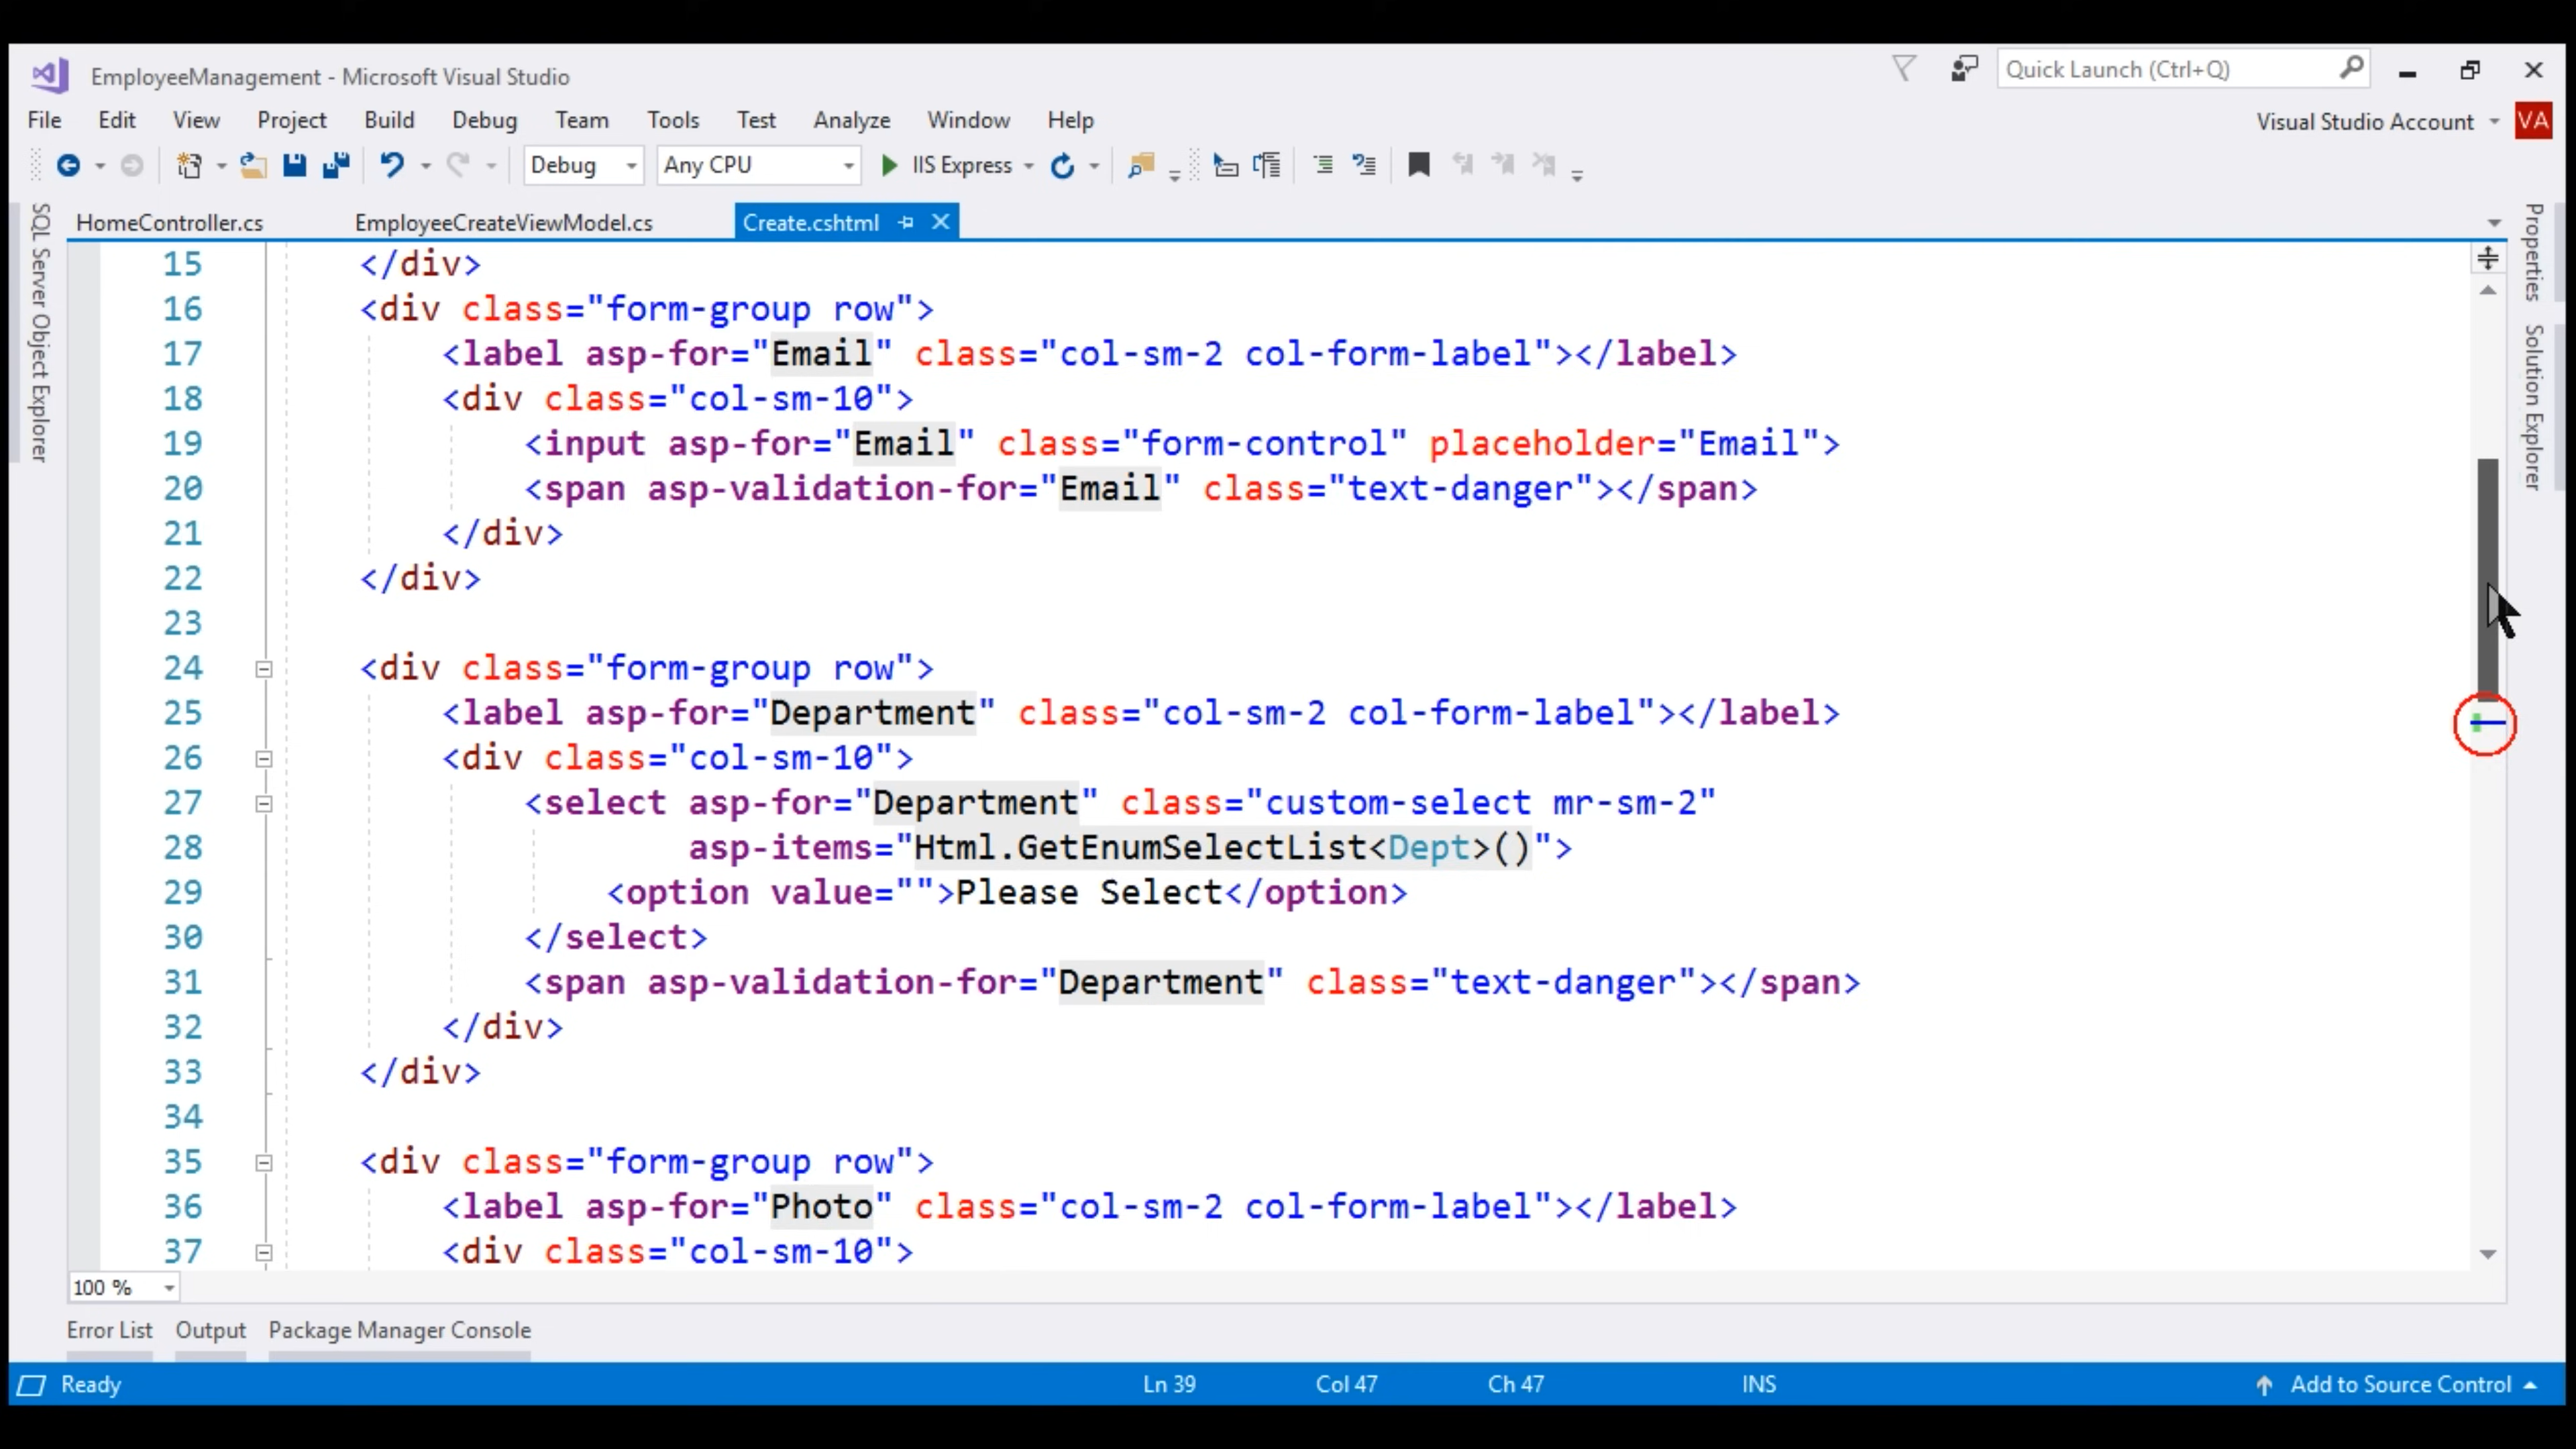 EmployeeManagement - Microsoft Visual Studio
Quick Launch (Ctrl+Q)
File Edit View Project Build Debug Team Tools Test Analyze Window Help
Visual Studio Account VA
Debug Any CPU IIS Express
HomeController.cs EmployeeCreateViewModel.cs Create.cshtml
SQL Server Object Explorer
Properties
Solution Explorer
15 </div>
16 <div class="form-group row">
17 <label asp-for="Email" class="col-sm-2 col-form-label"></label>
18 <div class="col-sm-10">
19 <input asp-for="Email" class="form-control" placeholder="Email">
20 <span asp-validation-for="Email" class="text-danger"></span>
21 </div>
22 </div>
23
24 <div class="form-group row">
25 <label asp-for="Department" class="col-sm-2 col-form-label"></label>
26 <div class="col-sm-10">
27 <select asp-for="Department" class="custom-select mr-sm-2"
28 asp-items="Html.GetEnumSelectList<Dept>()">
29 <option value="">Please Select</option>
30 </select>
31 <span asp-validation-for="Department" class="text-danger"></span>
32 </div>
33 </div>
34
35 <div class="form-group row">
36 <label asp-for="Photo" class="col-sm-2 col-form-label"></label>
37 <div class="col-sm-10">
100 %
Error List Output Package Manager Console
Ready Ln 39 Col 47 Ch 47 INS Add to Source Control